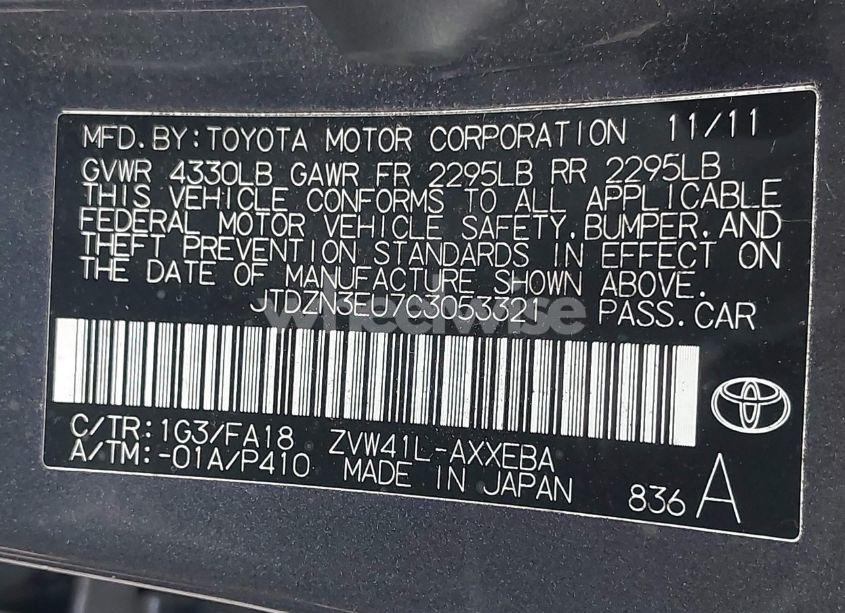 MFD. BY: TOYOTA MOTOR CORPORATION 11/11
GVWR 4330LB GAWR FR 2295LB RR 2295LB
THIS VEHICLE CONFORMS TO ALL APPLICABLE
FEDERAL MOTOR VEHICLE SAFETY, BUMPER, AND
THEFT PREVENTION STANDARDS IN EFFECT ON
THE DATE OF MANUFACTURE SHOWN ABOVE.
JTDZN3EU7C3053321 PASS. CAR
wheelwise
C/TR: 1G3/FA18 ZVW41L-AXXEBA
A/TM: -01A/P410 MADE IN JAPAN 836 A